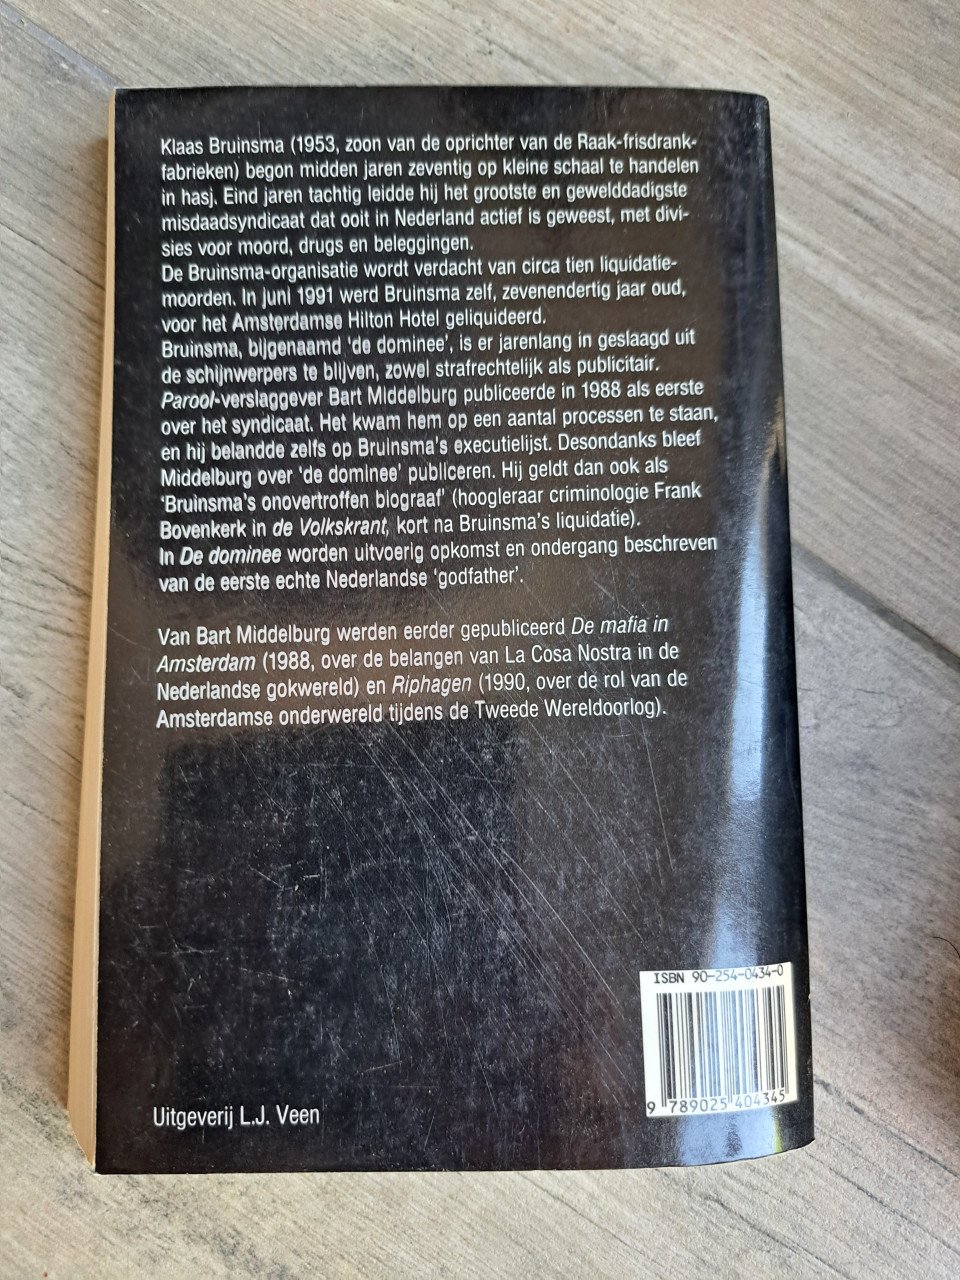 Klaas Bruinsma (1953, zoon van de oprichter van de Raak-frisdrank-
fabrieken) begon midden jaren zeventig op kleine schaal te handelen
in hasj. Eind jaren tachtig leidde hij het grootste en gewelddadigste
misdaadsyndicaat dat ooit in Nederland actief is geweest, met divi-
sies voor moord, drugs en beleggingen.
De Bruinsma-organisatie wordt verdacht van circa tien liquidatie-
moorden. In juni 1991 werd Bruinsma zelf, zevenendertig jaar oud,
voor het Amsterdamse Hilton Hotel geliquideerd.
Bruinsma, bijgenaamd 'de dominee', is er jarenlang in geslaagd uit
de schijnwerpers te blijven, zowel strafrechtelijk als publicitair.
Parool-verslaggever Bart Middelburg publiceerde in 1988 als eerste
over het syndicaat. Het kwam hem op een aantal processen te staan,
en hij belandde zelfs op Bruinsma's executielijst. Desondanks bleef
Middelburg over 'de dominee' publiceren. Hij geldt dan ook als
'Bruinsma's onovertroffen biograaf' (hoogleraar criminologie Frank
Bovenkerk in de Volkskrant, kort na Bruinsma's liquidatie).
In De dominee worden uitvoerig opkomst en ondergang beschreven
van de eerste echte Nederlandse 'godfather'.
Van Bart Middelburg werden eerder gepubliceerd De mafia in
Amsterdam (1988, over de belangen van La Cosa Nostra in de
Nederlandse gokwereld) en Riphagen (1990, over de rol van de
Amsterdamse onderwereld tijdens de Tweede Wereldoorlog).
ISBN 90-254-0434-0
9 789025 404345
Uitgeverij L.J. Veen